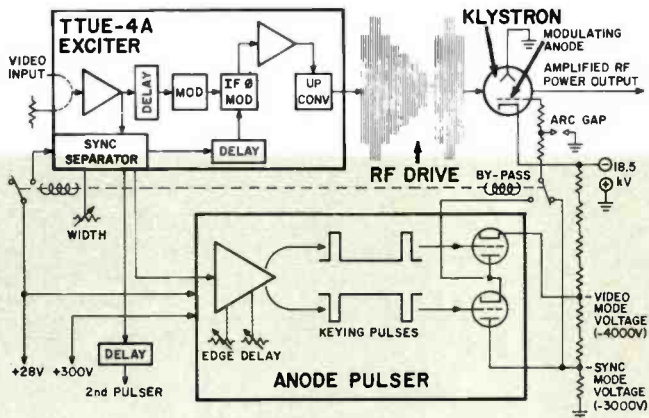 TTUE-4A
EXCITER
VIDEO
INPUT
DELAY
MOD
IF Ø
MOD
UP
CONV
SYNC
SEPARATOR
DELAY
WIDTH
RF DRIVE
KLYSTRON
MODULATING
ANODE
AMPLIFIED RF
POWER OUTPUT
ARC GAP
BY-PASS
18.5
kV
KEYING PULSES
EDGE DELAY
ANODE PULSER
VIDEO
MODE
VOLTAGE
(-4000V)
SYNC
MODE
VOLTAGE
(-3000V)
+28V
+300V
DELAY
2nd PULSER